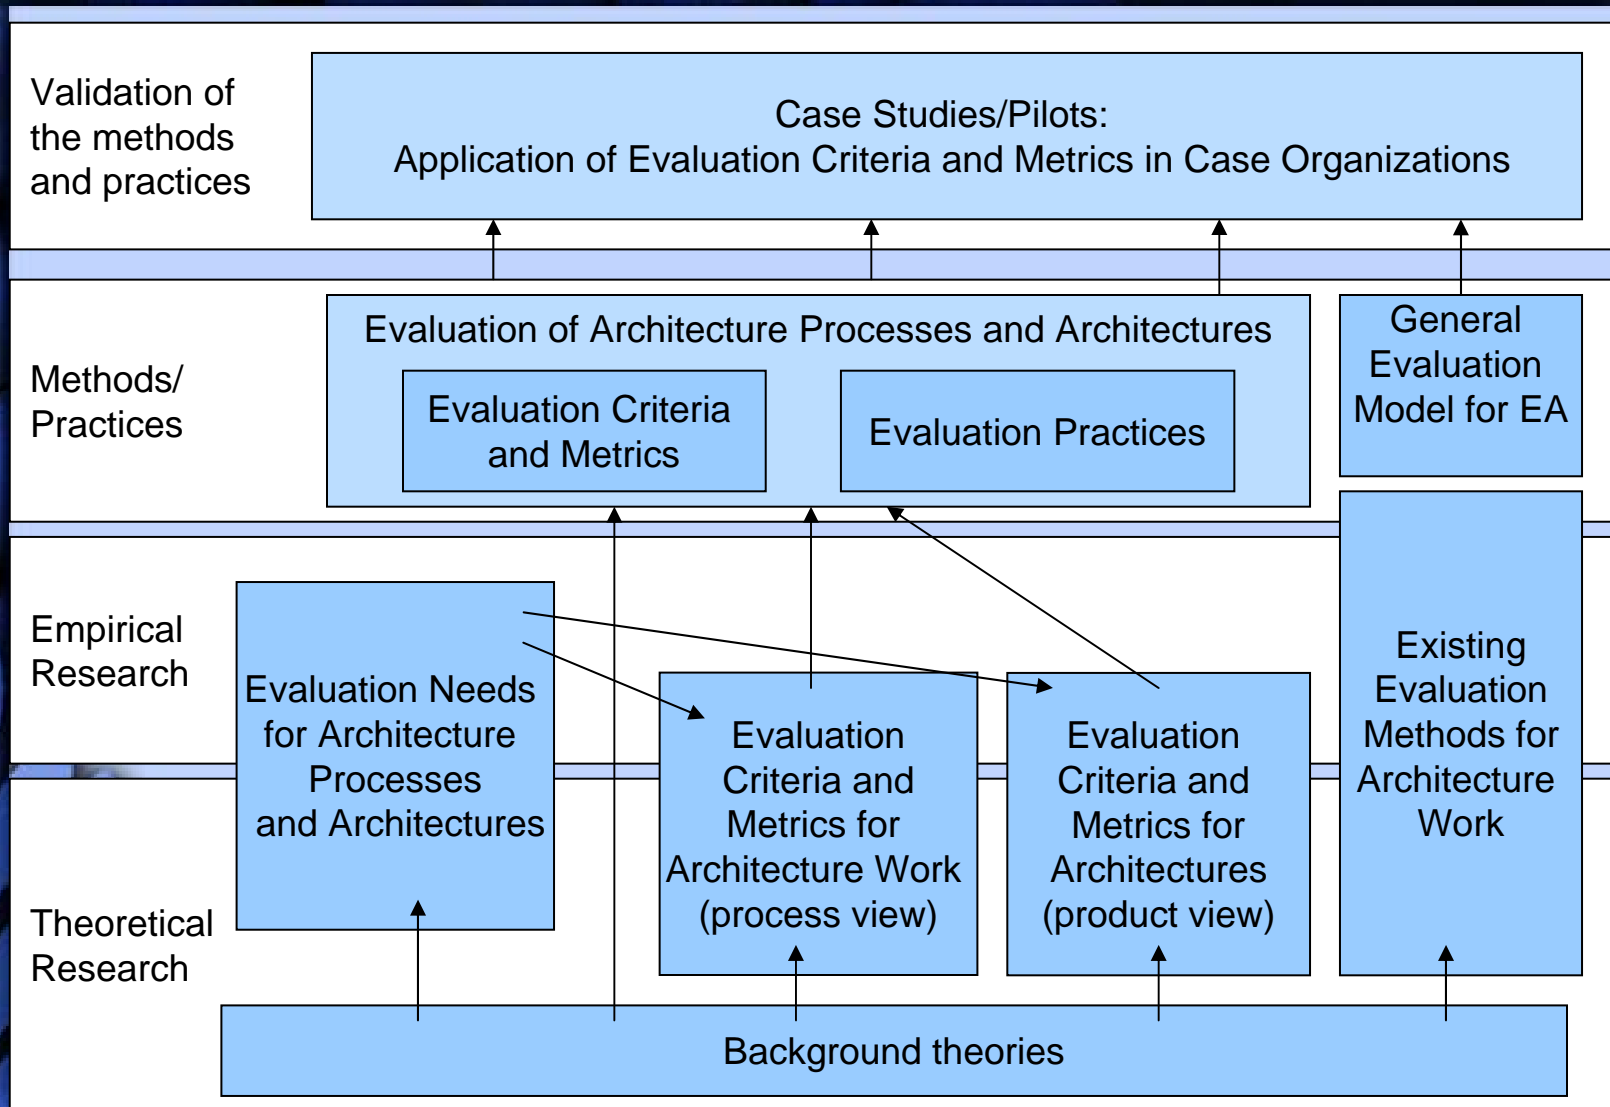 Validation of
the methods
and practices
Case Studies/Pilots:
Application of Evaluation Criteria and Metrics in Case Organizations
Methods/
Practices
Evaluation of Architecture Processes and Architectures
Evaluation Criteria
and Metrics
Evaluation Practices
General
Evaluation
Model for EA
Empirical
Research
Evaluation Needs
for Architecture
Processes
and Architectures
Evaluation
Criteria and
Metrics for
Architecture Work
(process view)
Evaluation
Criteria and
Metrics for
Architectures
(product view)
Existing
Evaluation
Methods for
Architecture
Work
Theoretical
Research
Background theories